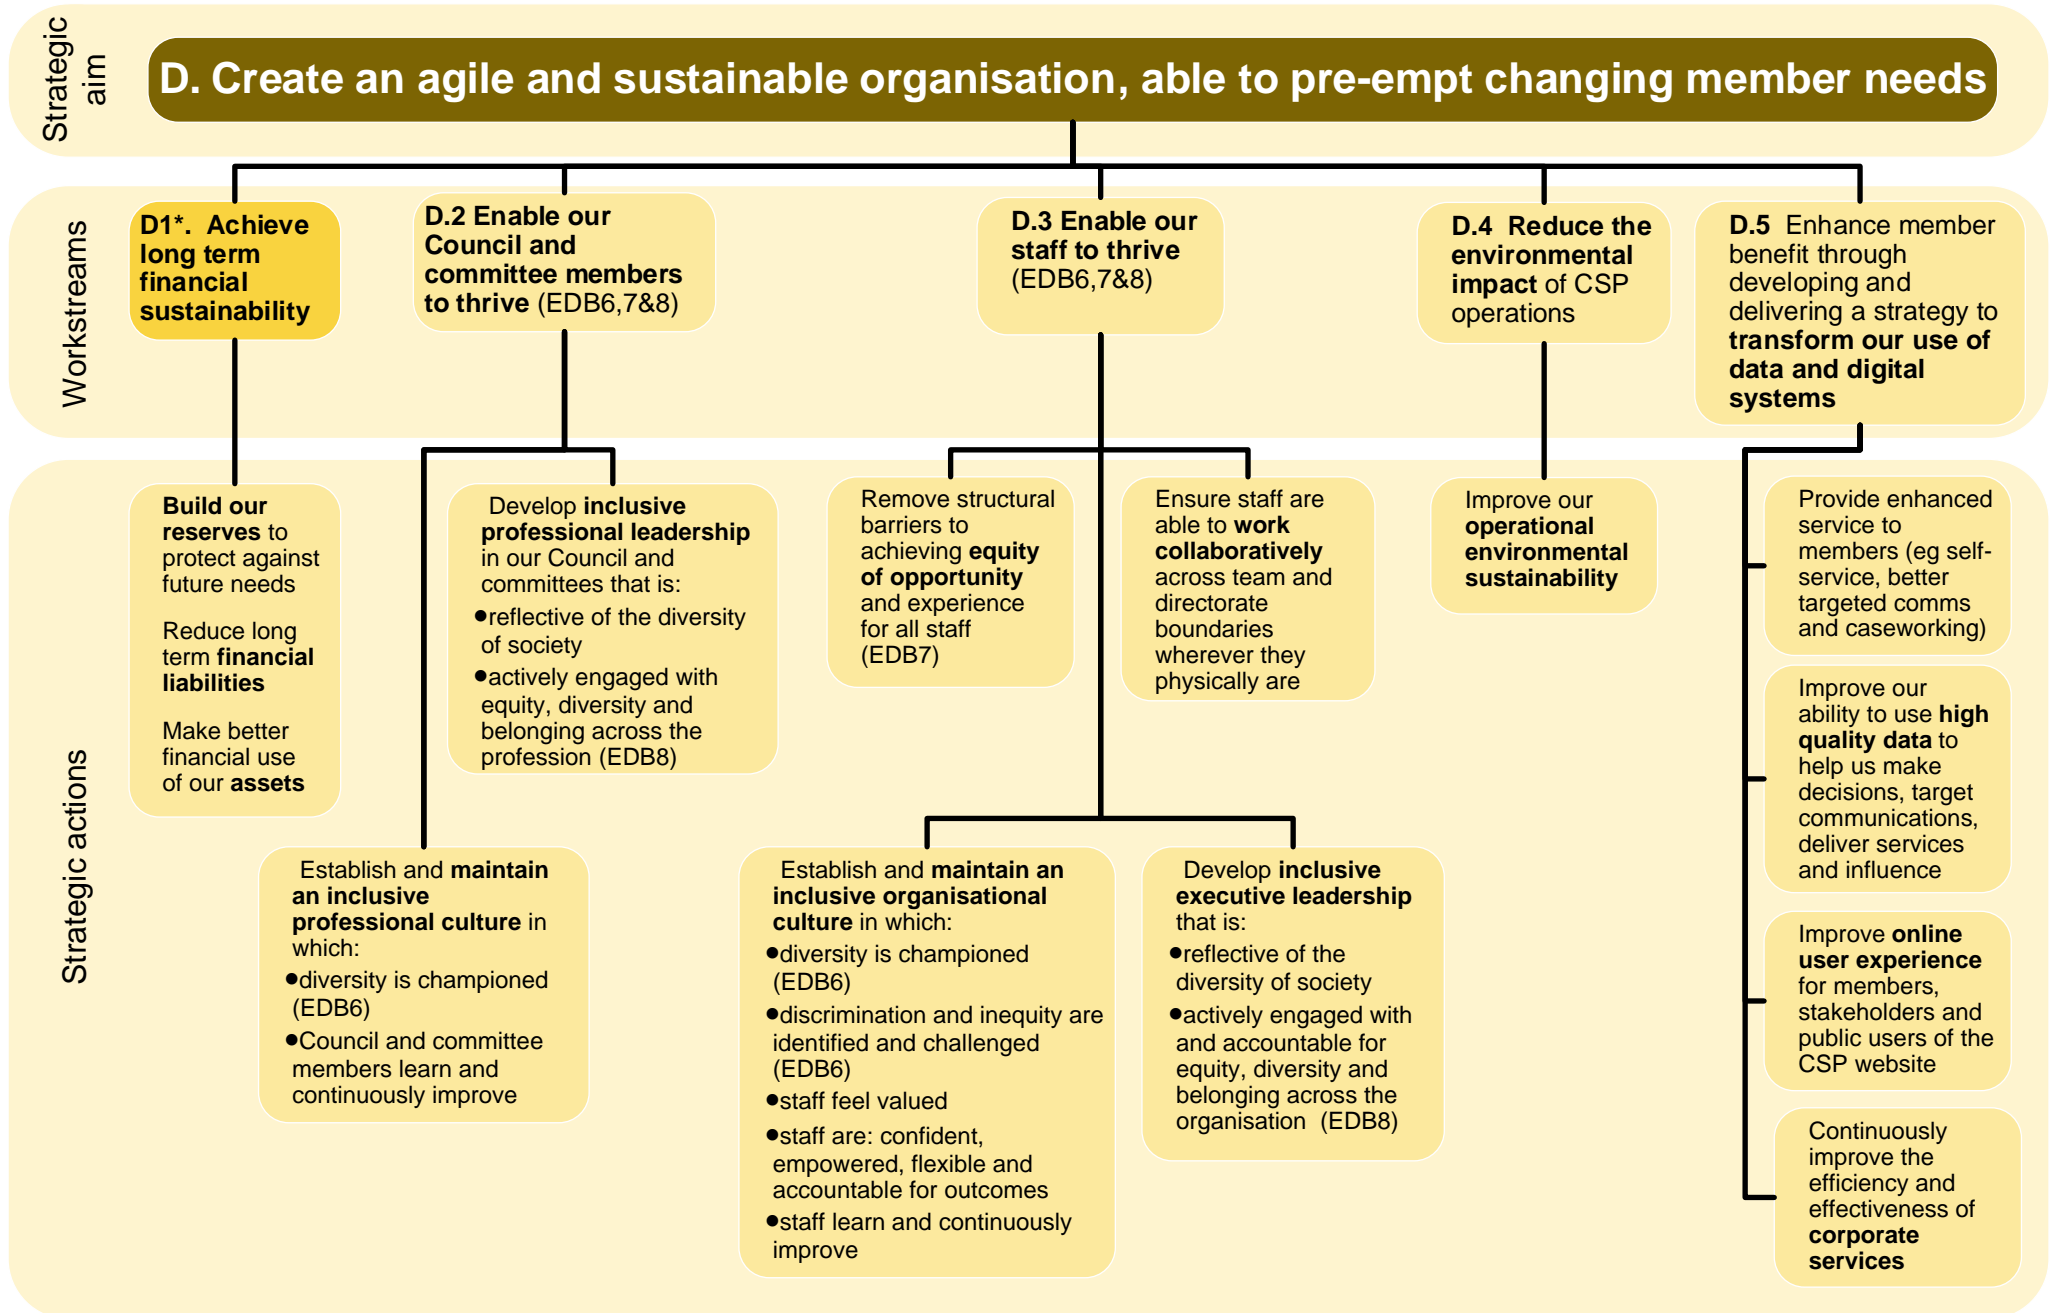 Strategic
aim
D. Create an agile and sustainable organisation, able to pre-empt changing member needs
Workstreams
D1*.  Achieve
long term
financial
sustainability
D.2 Enable our
Council and
committee members
to thrive (EDB6,7&8)
D.3 Enable our
staff to thrive
(EDB6,7&8)
D.4  Reduce the
environmental
impact of CSP
operations
D.5  Enhance member
benefit through
developing and
delivering a strategy to
transform our use of
data and digital
systems
Strategic actions
Build our
reserves to
protect against
future needs
Reduce long
term financial
liabilities
Make better
financial use
of our assets
Develop inclusive
professional leadership
in our Council and
committees that is:
●reflective of the diversity
of society
●actively engaged with
equity, diversity and
belonging across the
profession (EDB8)
Establish and maintain
an inclusive
professional culture in
which:
●diversity is championed
(EDB6)
●Council and committee
members learn and
continuously improve
Remove structural
barriers to
achieving equity
of opportunity
and experience
for all staff
(EDB7)
Ensure staff are
able to work
collaboratively
across team and
directorate
boundaries
wherever they
physically are
Establish and maintain an
inclusive organisational
culture in which:
●diversity is championed
(EDB6)
●discrimination and inequity are
identified and challenged
(EDB6)
●staff feel valued
●staff are: confident,
empowered, flexible and
accountable for outcomes
●staff learn and continuously
improve
Develop inclusive
executive leadership
that is:
●reflective of the
diversity of society
●actively engaged with
and accountable for
equity, diversity and
belonging across the
organisation  (EDB8)
Improve our
operational
environmental
sustainability
Provide enhanced
service to
members (eg self-
service, better
targeted comms
and caseworking)
Improve our
ability to use high
quality data to
help us make
decisions, target
communications,
deliver services
and influence
Improve online
user experience
for members,
stakeholders and
public users of the
CSP website
Continuously
improve the
efficiency and
effectiveness of
corporate
services